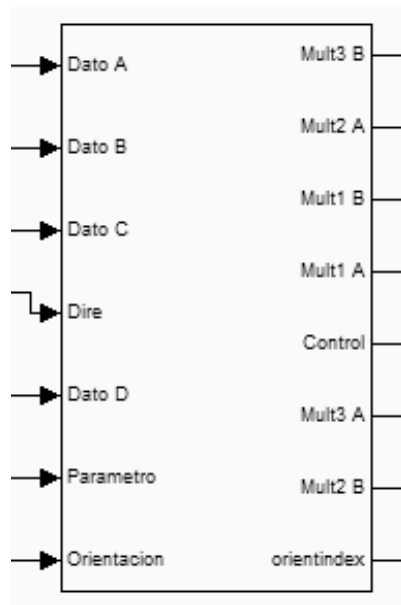 Dato A
Dato B
Dato C
Dire
Dato D
Parametro
Orientacion
Mult3 B
Mult2 A
Mult1 B
Mult1 A
Control
Mult3 A
Mult2 B
orientindex